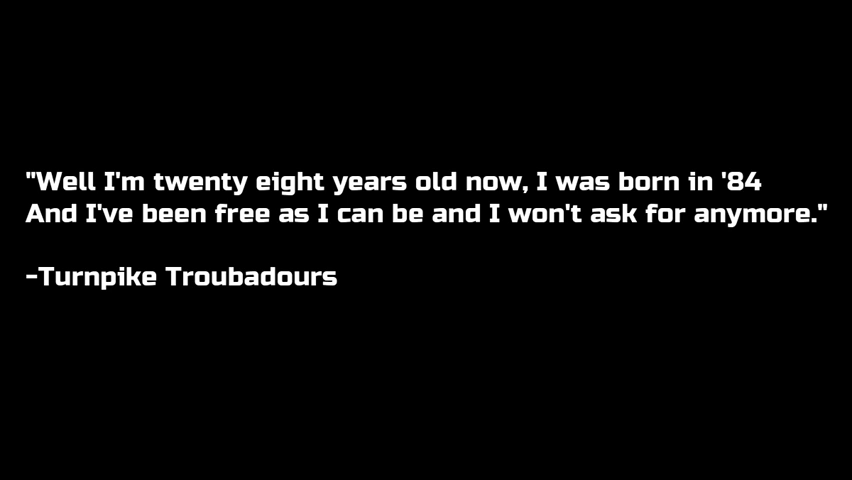 "Well I'm twenty eight years old now, I was born in '84
And I've been free as I can be and I won't ask for anymore."
-Turnpike Troubadours